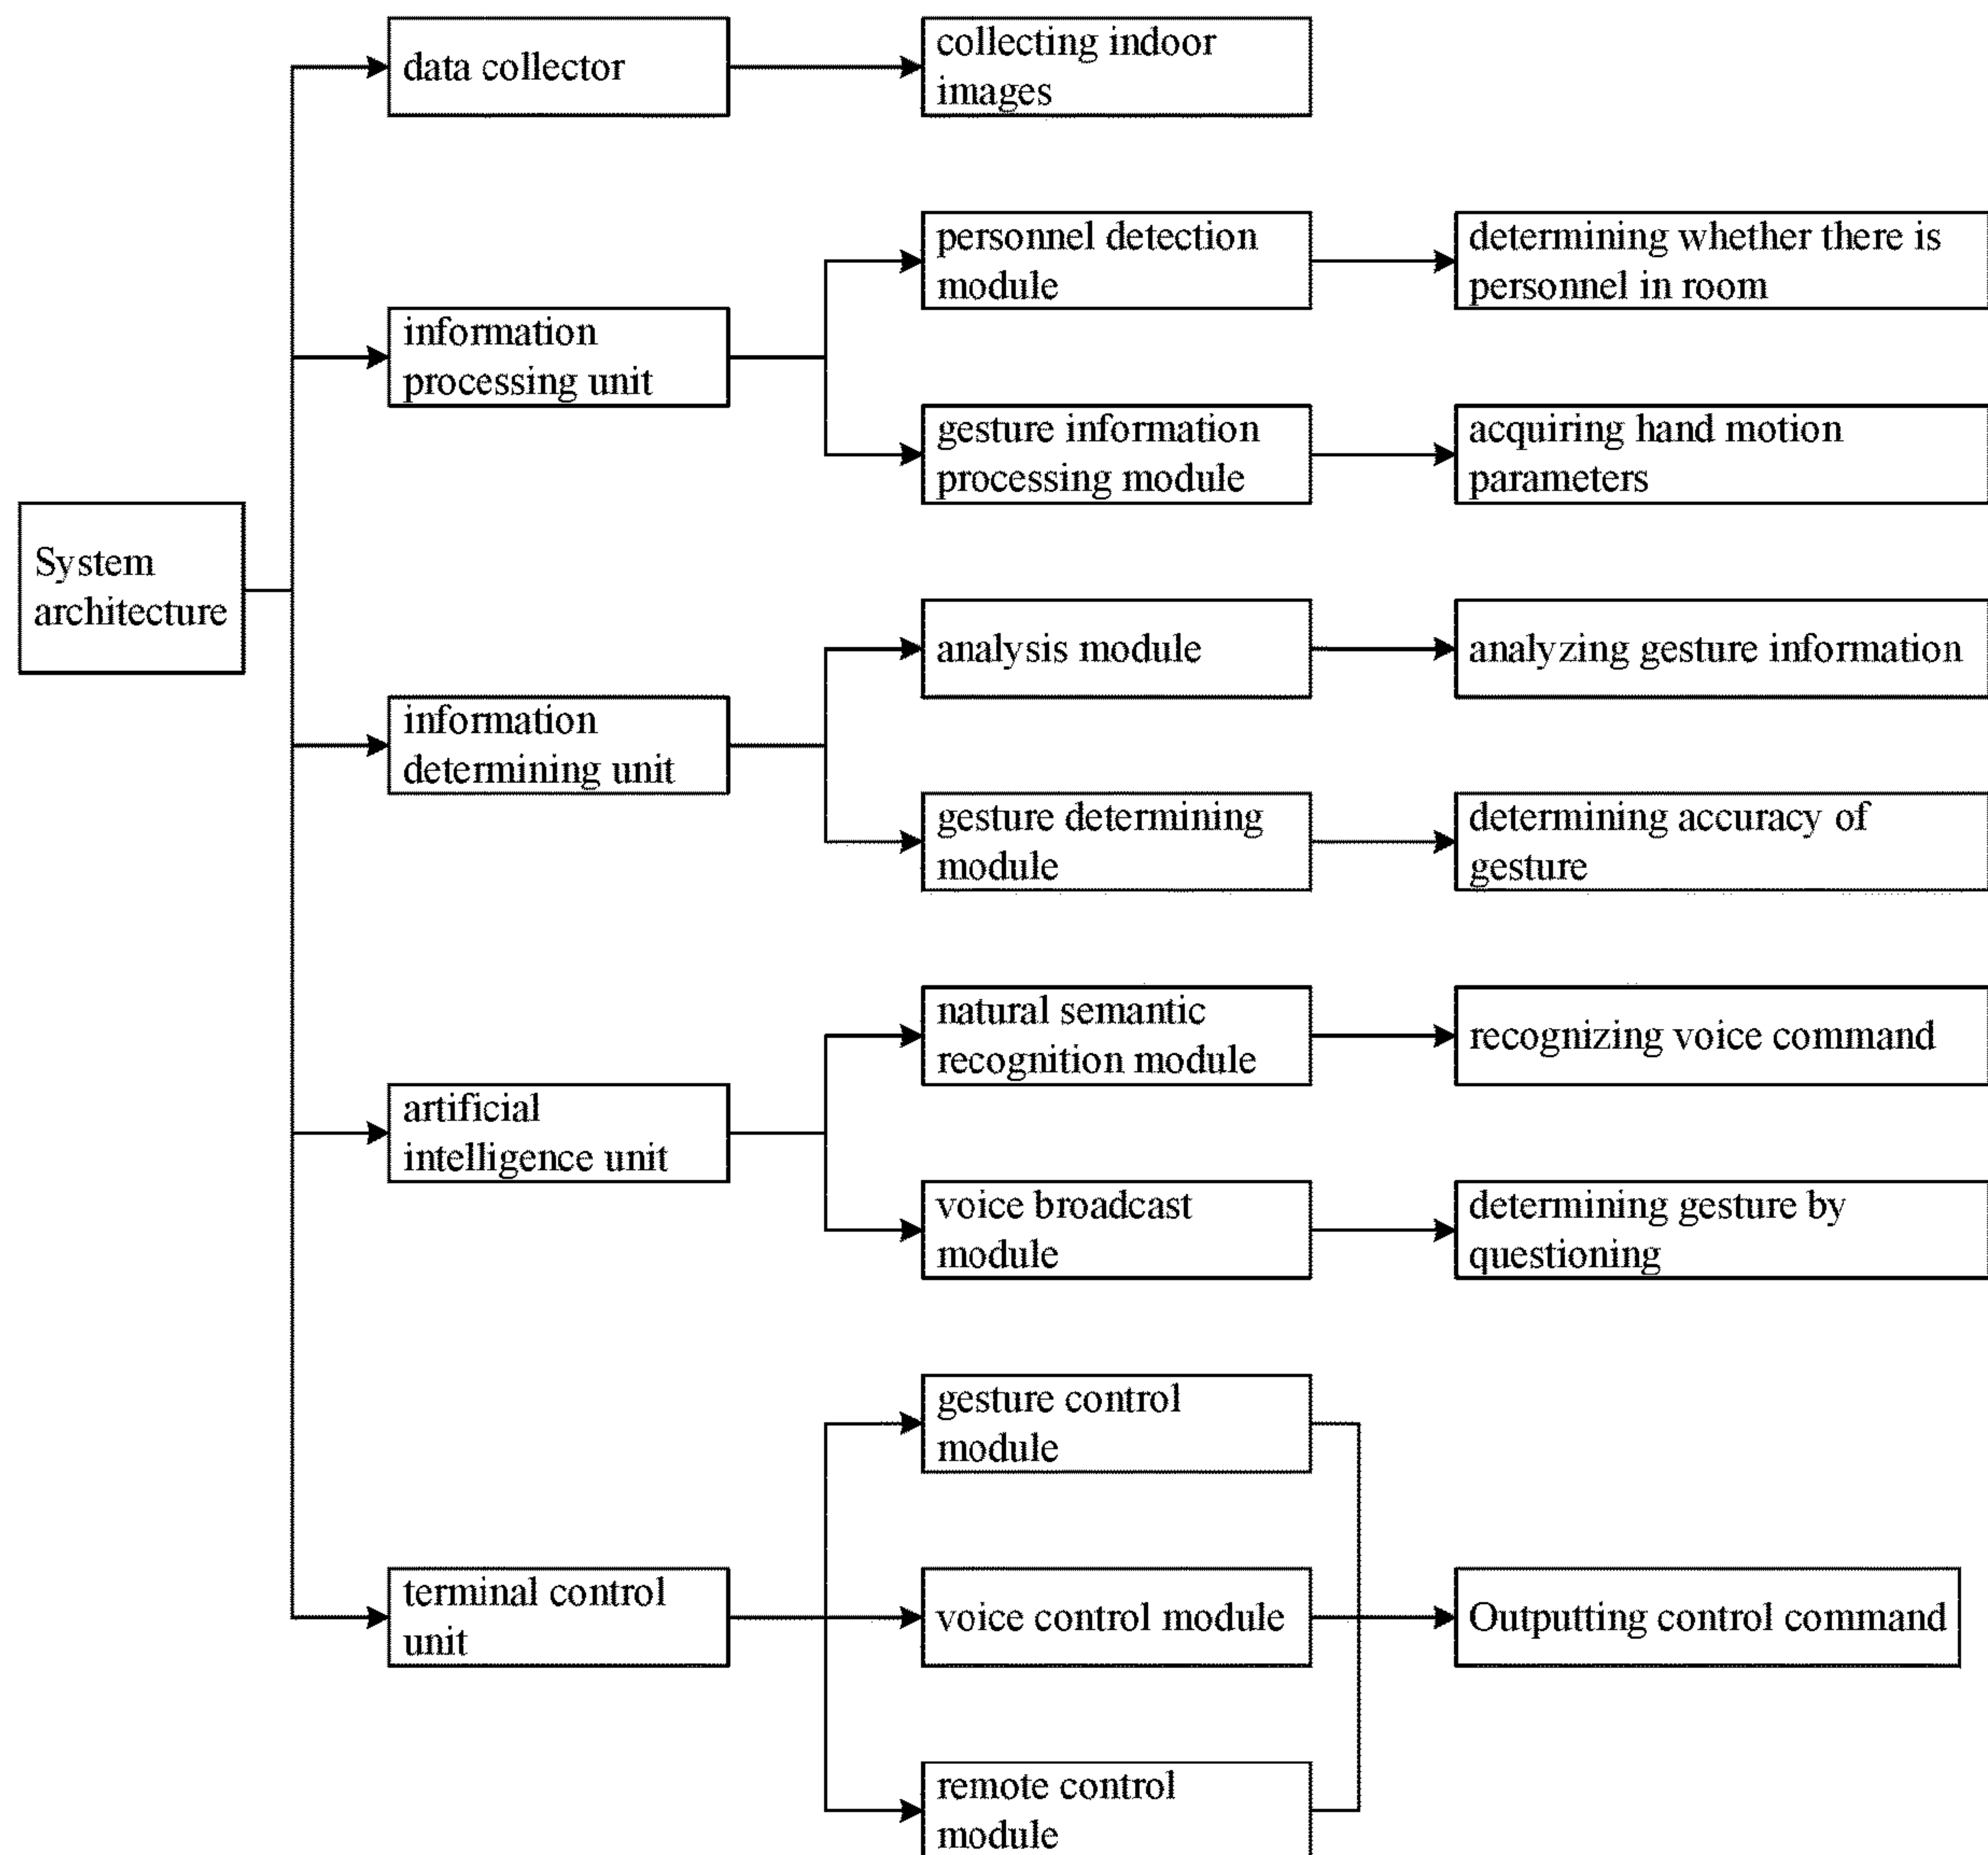 System
architecture
data collector
collecting indoor
images
information
processing unit
personnel detection
module
determining whether there is
personnel in room
gesture information
processing module
acquiring hand motion
parameters
information
determining unit
analysis module
analyzing gesture information
gesture determining
module
determining accuracy of
gesture
artificial
intelligence unit
natural semantic
recognition module
recognizing voice command
voice broadcast
module
determining gesture by
questioning
terminal control
unit
gesture control
module
voice control module
remote control
module
Outputting control command